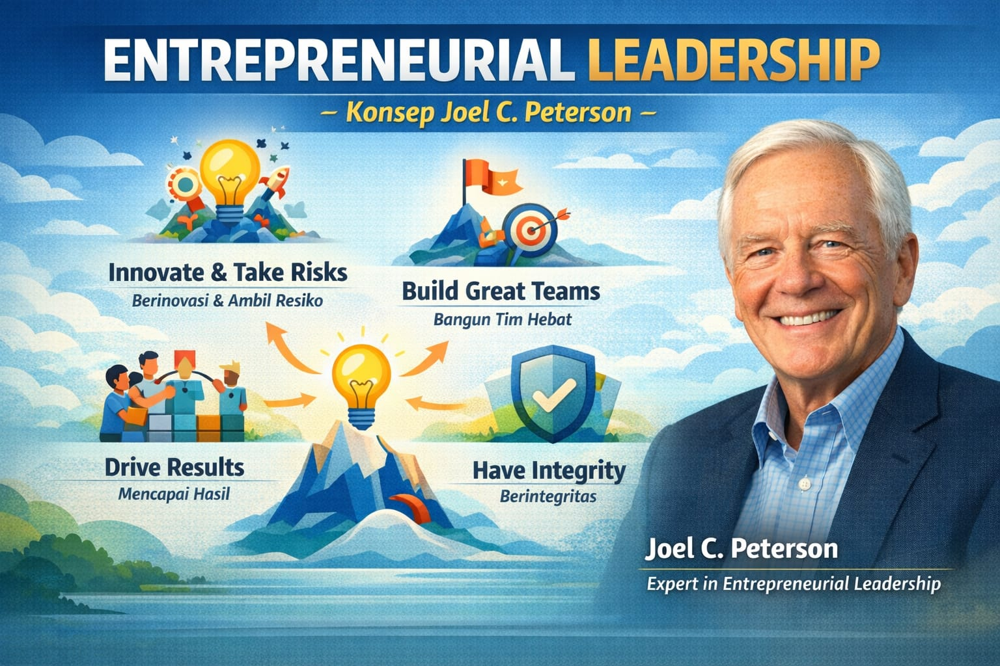 ENTREPRENEURIAL LEADERSHIP
– Konsep Joel C. Peterson –
Innovate & Take Risks
Berinovasi & Ambil Resiko
Build Great Teams
Bangun Tim Hebat
Drive Results
Mencapai Hasil
Have Integrity
Berintegritas
Joel C. Peterson
Expert in Entrepreneurial Leadership